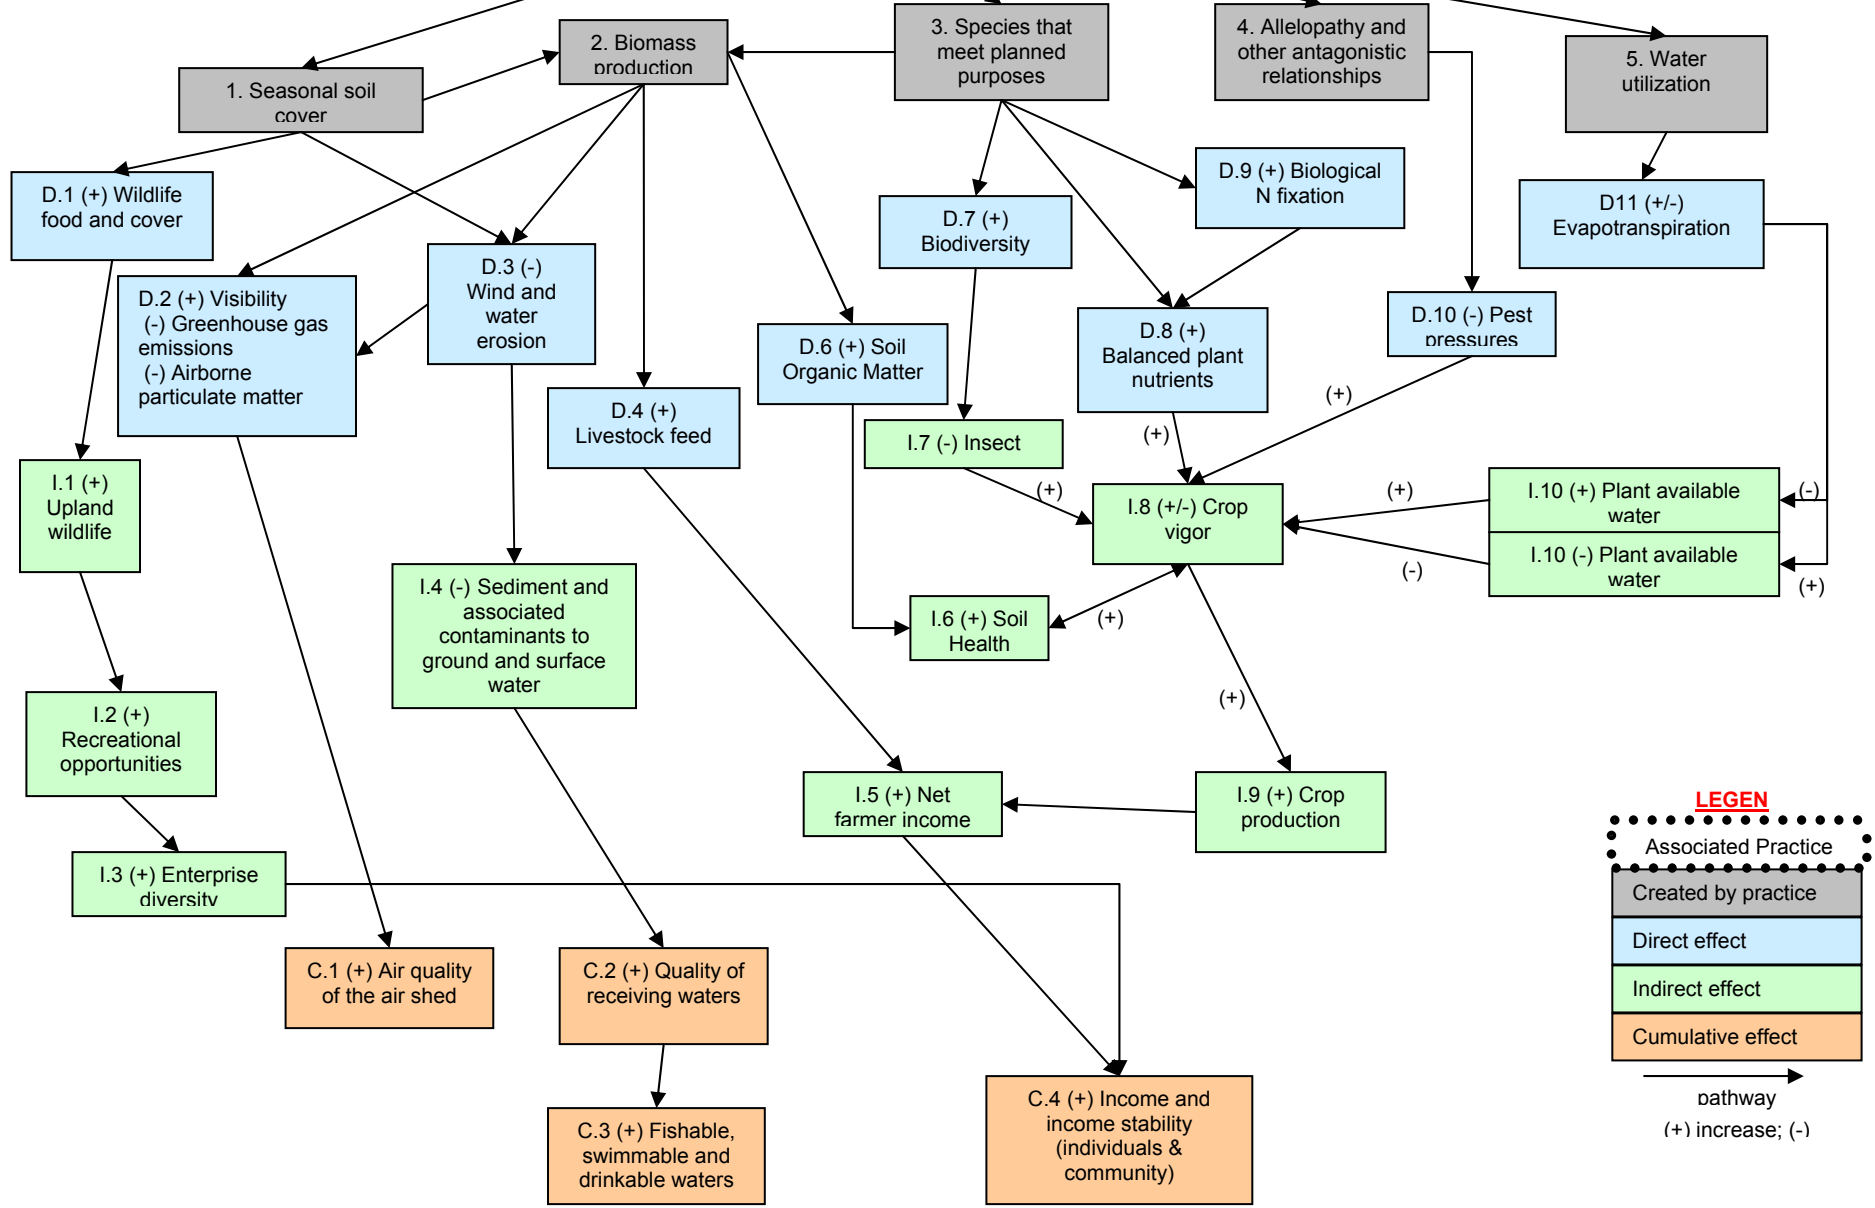 1. Seasonal soil
cover
2. Biomass
production
3. Species that
meet planned
purposes
4. Allelopathy and
other antagonistic
relationships
5. Water
utilization
D.1 (+) Wildlife
food and cover
D.2 (+) Visibility
(-) Greenhouse gas
emissions
(-) Airborne
particulate matter
D.3 (-)
Wind and
water
erosion
D.4 (+)
Livestock feed
D.6 (+) Soil
Organic Matter
D.7 (+)
Biodiversity
D.8 (+)
Balanced plant
nutrients
D.9 (+) Biological
N fixation
D.10 (-) Pest
pressures
D11 (+/-)
Evapotranspiration
(+)
(+)
(+)
(+)
(-)
(-)
(+)
(+)
(+)
I.1 (+)
Upland
wildlife
I.2 (+)
Recreational
opportunities
I.3 (+) Enterprise
diversity
I.4 (-) Sediment and
associated
contaminants to
ground and surface
water
I.5 (+) Net
farmer income
I.6 (+) Soil
Health
I.7 (-) Insect
I.8 (+/-) Crop
vigor
I.9 (+) Crop
production
I.10 (+) Plant available
water
I.10 (-) Plant available
water
C.1 (+) Air quality
of the air shed
C.2 (+) Quality of
receiving waters
C.3 (+) Fishable,
swimmable and
drinkable waters
C.4 (+) Income and
income stability
(individuals &
community)
LEGEN
Associated Practice
Created by practice
Direct effect
Indirect effect
Cumulative effect
pathway
(+) increase; (-)